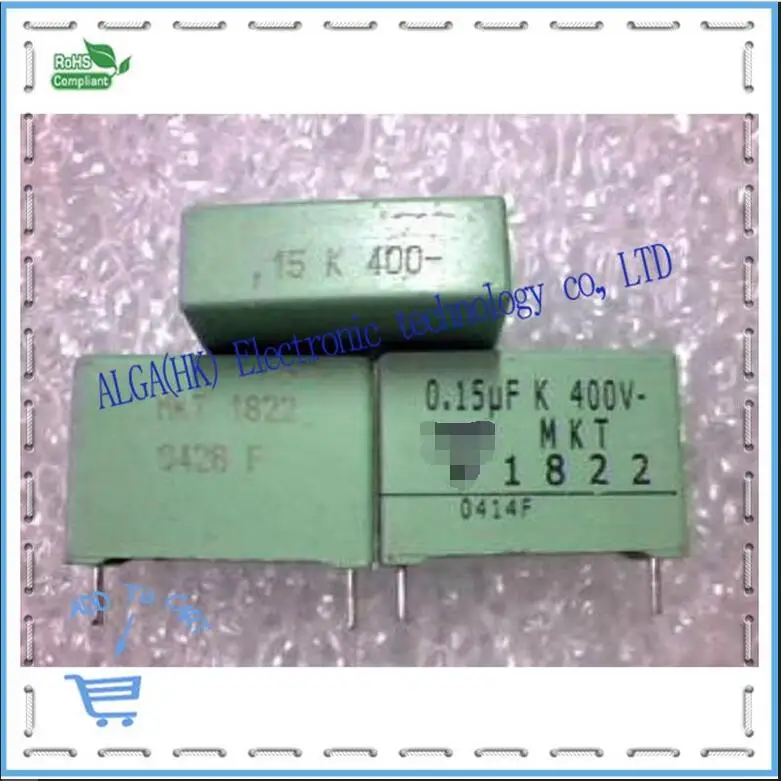 RoHS
Compliant
.15 K 400-
ALGA(HK) Electronic technology co., LTD
MKT 1822
0428 F
0.15µF K 400V-
MKT
1822
0414F
ADD To